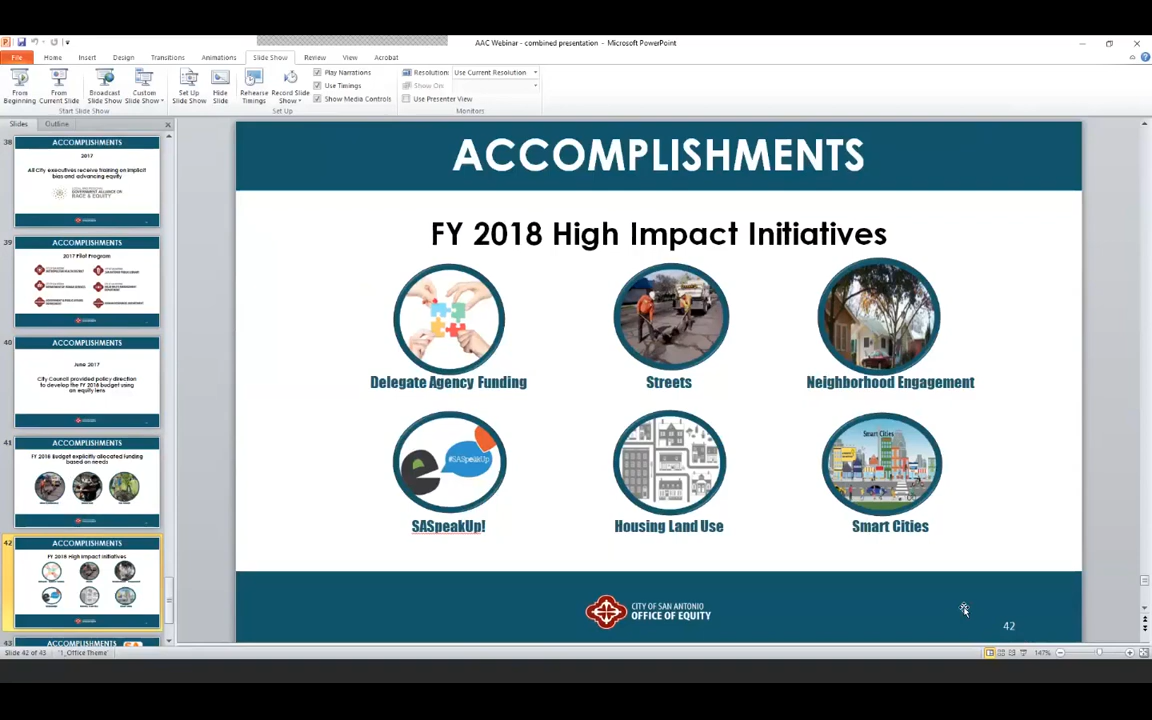 AAC Webinar - combined presentation - Microsoft PowerPoint
File Home Insert Design Transitions Animations Slide Show Review View Acrobat
From Beginning
From Current Slide
Broadcast Slide Show
Custom Slide Show
Set Up Slide Show
Hide Slide
Rehearse Timings
Record Slide Show
Play Narrations
Use Timings
Show Media Controls
Resolution: Use Current Resolution
Show On:
Use Presenter View
Start Slide Show
Set Up
Monitors
Slides Outline
38
ACCOMPLISHMENTS
2017
All City executives receive training on implicit
bias and advancing equity
GOVERNMENT ALLIANCE ON
RACE & EQUITY
39
ACCOMPLISHMENTS
2017 Pilot Program
40
ACCOMPLISHMENTS
June 2017
City Council provided policy direction
to develop the FY 2018 budget using
an equity lens
41
ACCOMPLISHMENTS
FY 2018 Budget explicitly allocated funding
based on needs
42
ACCOMPLISHMENTS
FY 2018 High Impact Initiatives
43
ACCOMPLISHMENTS
ACCOMPLISHMENTS
FY 2018 High Impact Initiatives
Delegate Agency Funding
Streets
Neighborhood Engagement
#SASpeakUp
Smart Cities
SASpeakUp!
Housing Land Use
Smart Cities
CITY OF SAN ANTONIO
OFFICE OF EQUITY
42
Slide 42 of 43
"1_Office Theme"
147%